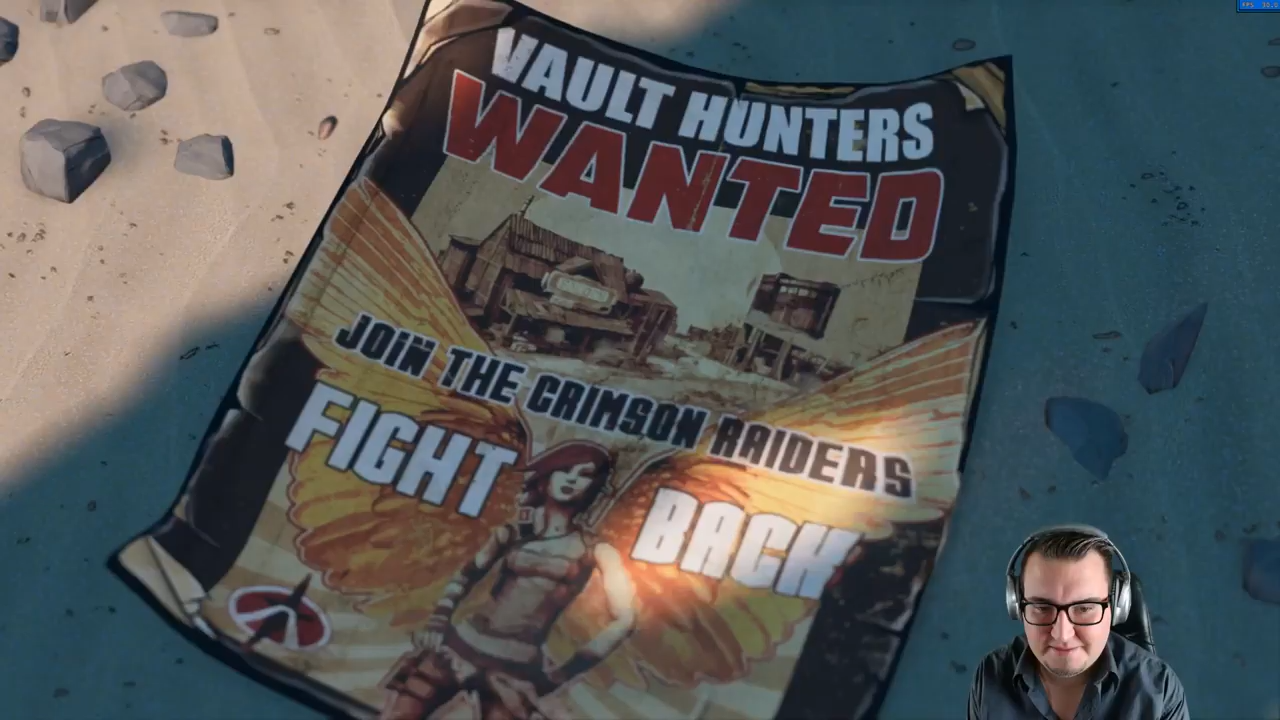 VAULT HUNTERS
WANTED
JOIN THE CRIMSON RAIDERS
FIGHT
BACK